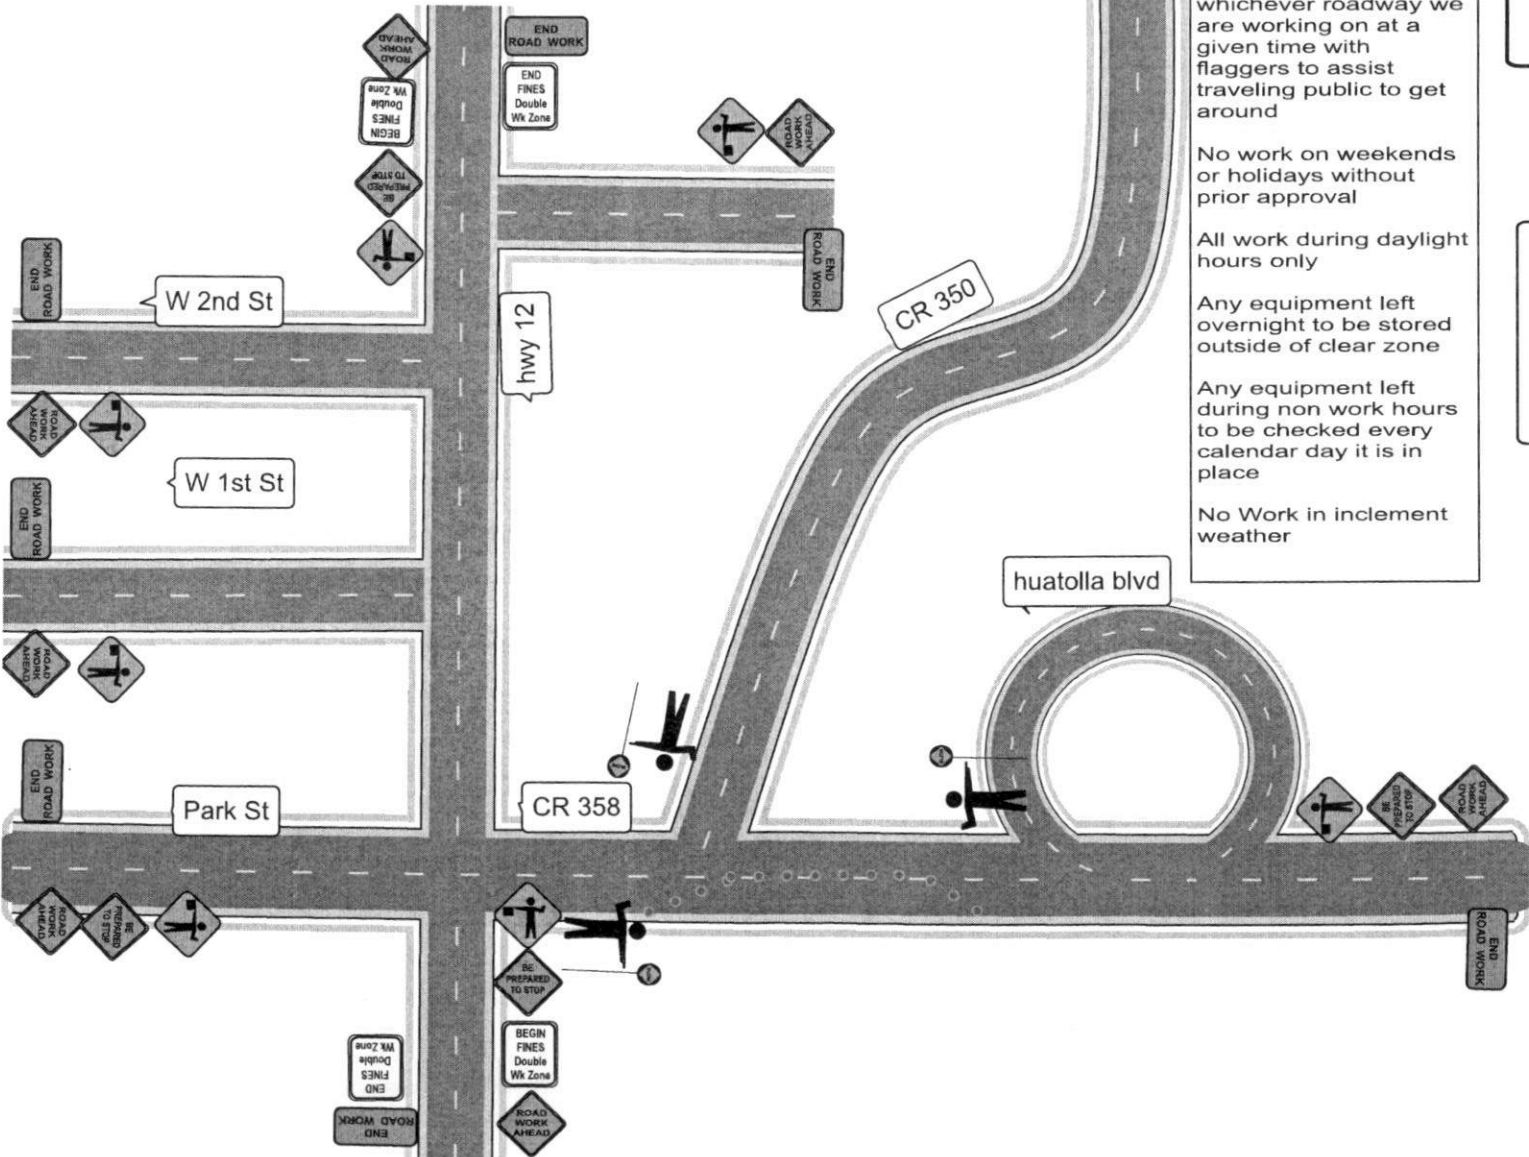 whichever roadway we
are working on at a
given time with
flaggers to assist
traveling public to get
around
No work on weekends
or holidays without
prior approval
All work during daylight
hours only
Any equipment left
overnight to be stored
outside of clear zone
Any equipment left
during non work hours
to be checked every
calendar day it is in
place
No Work in inclement
weather
ROAD
WORK
AHEAD
BEGIN
FINES
Double
Wk Zone
BE
PREPARED
TO STOP
END
ROAD WORK
END
FINES
Double
Wk Zone
ROAD
WORK
AHEAD
END
ROAD WORK
END
ROAD WORK
W 2nd St
hwy 12
CR 350
ROAD
WORK
AHEAD
W 1st St
END
ROAD WORK
huatolla blvd
ROAD
WORK
AHEAD
END
ROAD WORK
Park St
CR 358
BE
PREPARED
TO STOP
ROAD
WORK
AHEAD
ROAD
WORK
AHEAD
BE
PREPARED
TO STOP
END
ROAD WORK
BE
PREPARED
TO STOP
BEGIN
FINES
Double
Wk Zone
ROAD
WORK
AHEAD
END
FINES
Double
Wk Zone
END
ROAD WORK